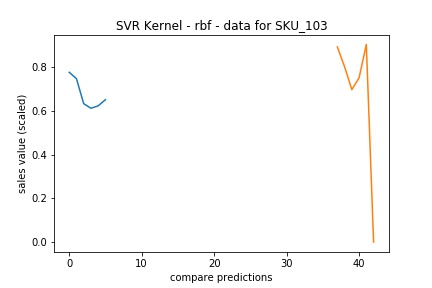 SVR Kernel - rbf - data for SKU_103
sales value (scaled)
0.8
0.6
0.4
0.2
0.0
0 10 20 30 40
compare predictions